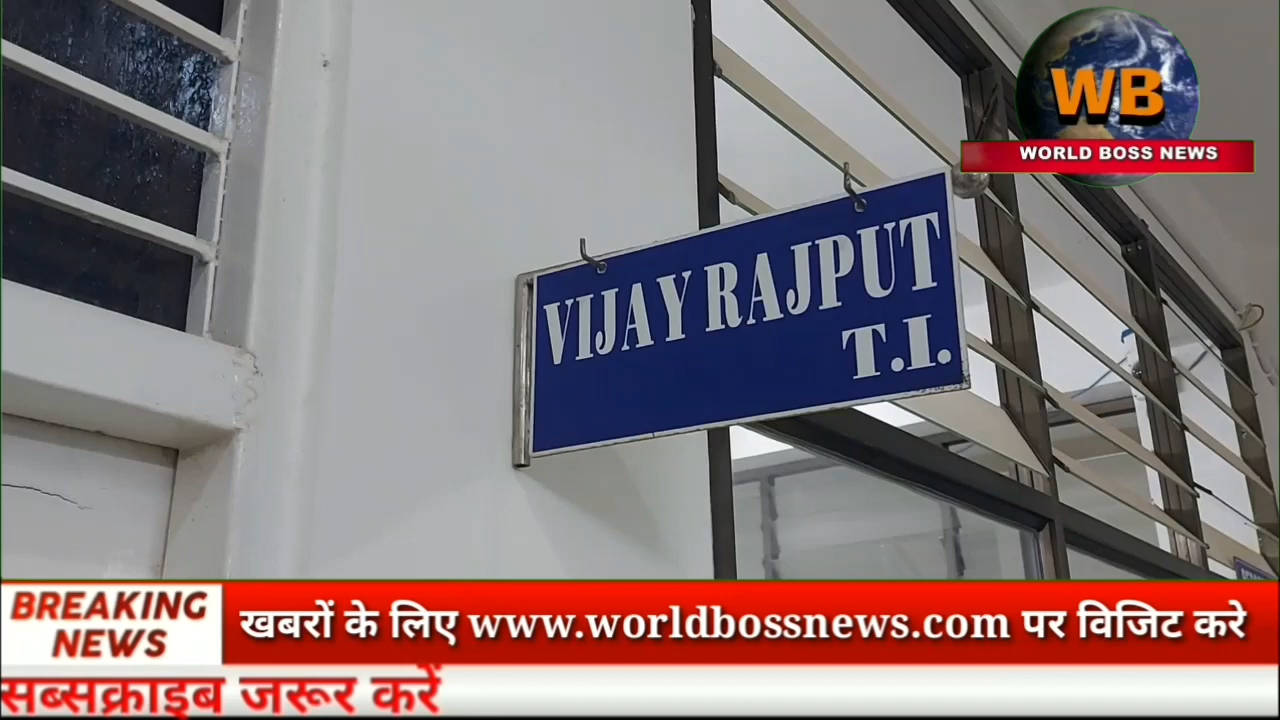 WB
WORLD BOSS NEWS
VIJAY RAJPUT
T.I.
BREAKING
NEWS
खबरों के लिए www.worldbossnews.com पर विजिट करे
सब्सक्राइब जरूर करें